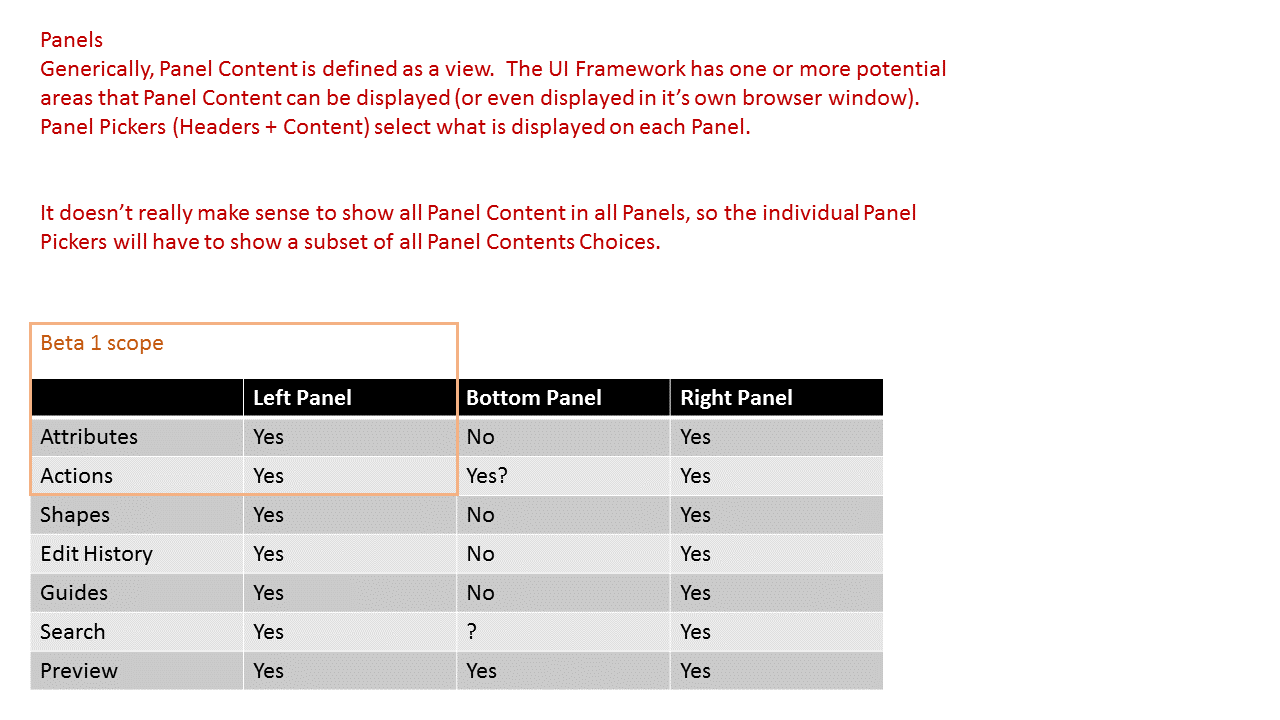 Panels
Generically, Panel Content is defined as a view.  The UI Framework has one or more potential
areas that Panel Content can be displayed (or even displayed in it’s own browser window).
Panel Pickers (Headers + Content) select what is displayed on each Panel.
It doesn’t really make sense to show all Panel Content in all Panels, so the individual Panel
Pickers will have to show a subset of all Panel Contents Choices.
Beta 1 scope
Left Panel Bottom Panel Right Panel
Attributes Yes No Yes
Actions Yes Yes? Yes
Shapes Yes No Yes
Edit History Yes No Yes
Guides Yes No Yes
Search Yes ? Yes
Preview Yes Yes Yes